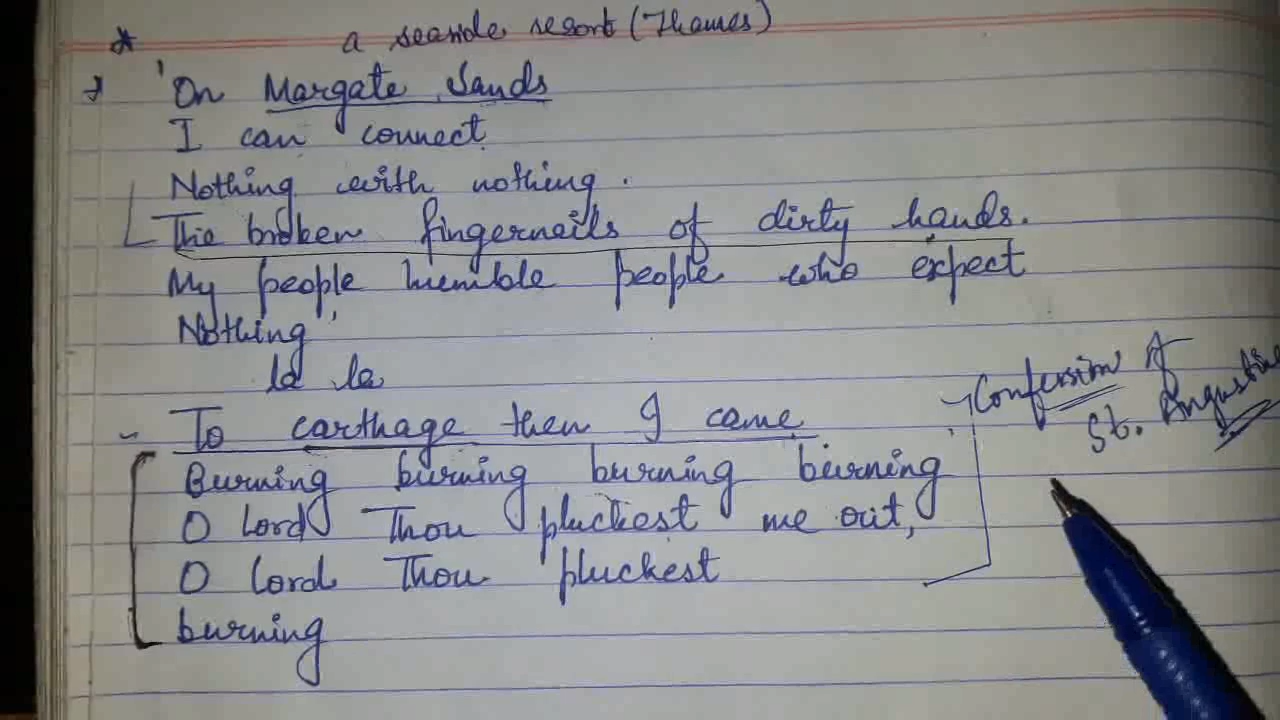 * a seaside resort (Thames)
'On Margate Sands
I can connect
Nothing with nothing.
The broken fingernails of dirty hands.
My people humble people who expect
Nothing'
la la
To carthage then I came
Burning burning burning burning
O Lord Thou pluckest me out,
O lord Thou pluckest
burning
Confession of
St. Augustine